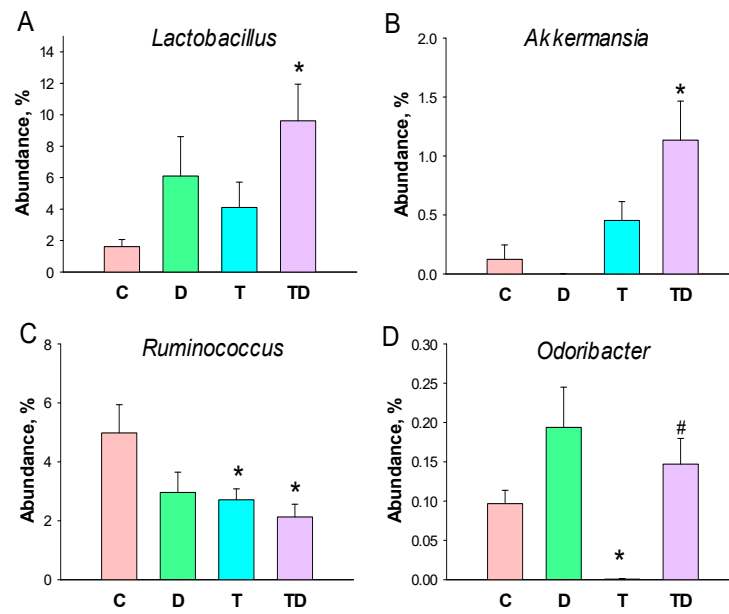 A
Lactobacillus
Abundance, %
14
12
10
8
6
4
2
0
*
C D T TD
B
Akkermansia
Abundance, %
2.0
1.5
1.0
0.5
0.0
*
C D T TD
C
Ruminococcus
Abundance, %
8
6
4
2
0
* *
C D T TD
D
Odoribacter
Abundance, %
0.30
0.25
0.20
0.15
0.10
0.05
0.00
#
*
C D T TD